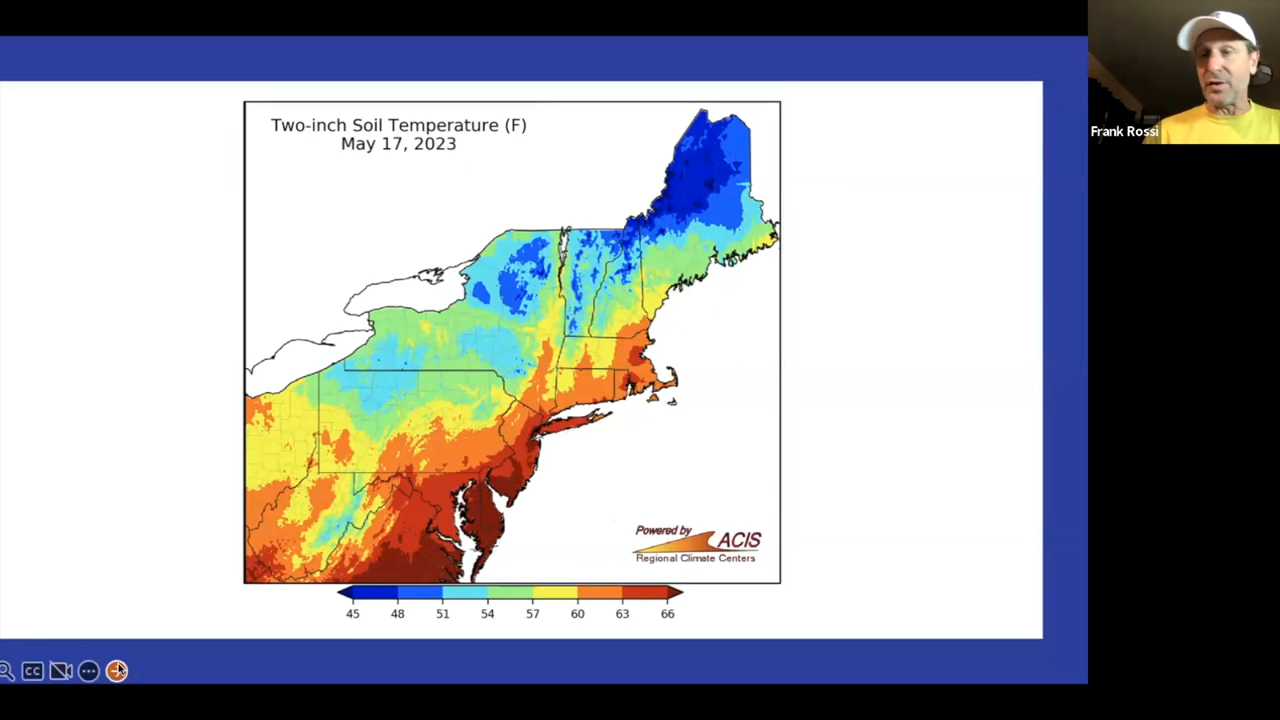 Two-inch Soil Temperature (F)
May 17, 2023
Frank Rossi
Powered by
ACIS
Regional Climate Centers
45 48 51 54 57 60 63 66
CC